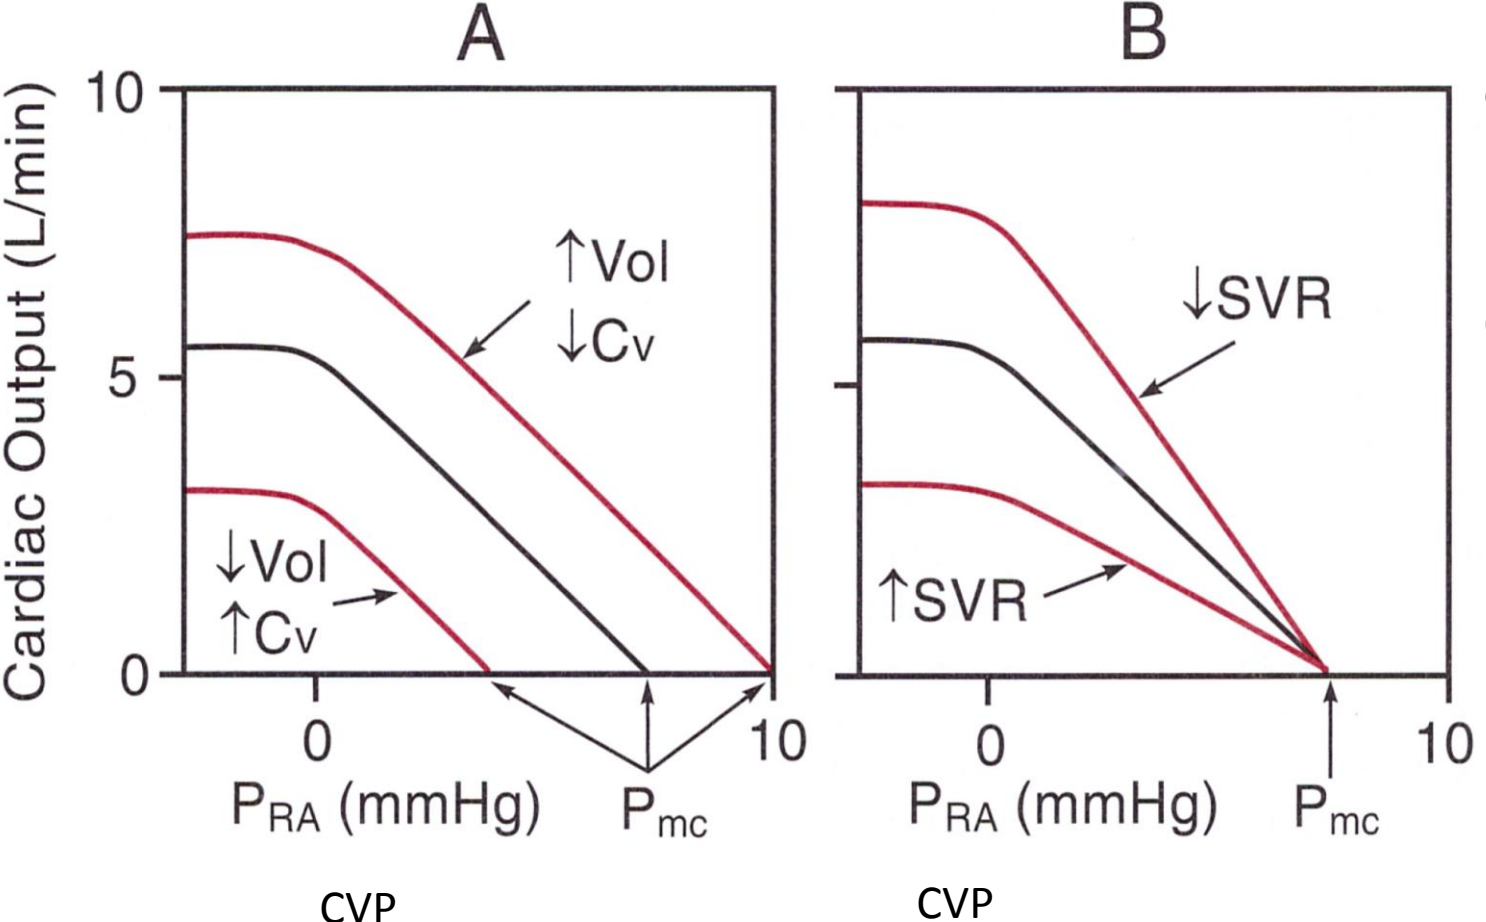 A
B
10
5
0
Cardiac Output (L/min)
↑Vol
↓Cv
↓Vol
↑Cv
↓SVR
↑SVR
0
10
0
10
PRA (mmHg)
Pmc
PRA (mmHg)
Pmc
CVP
CVP